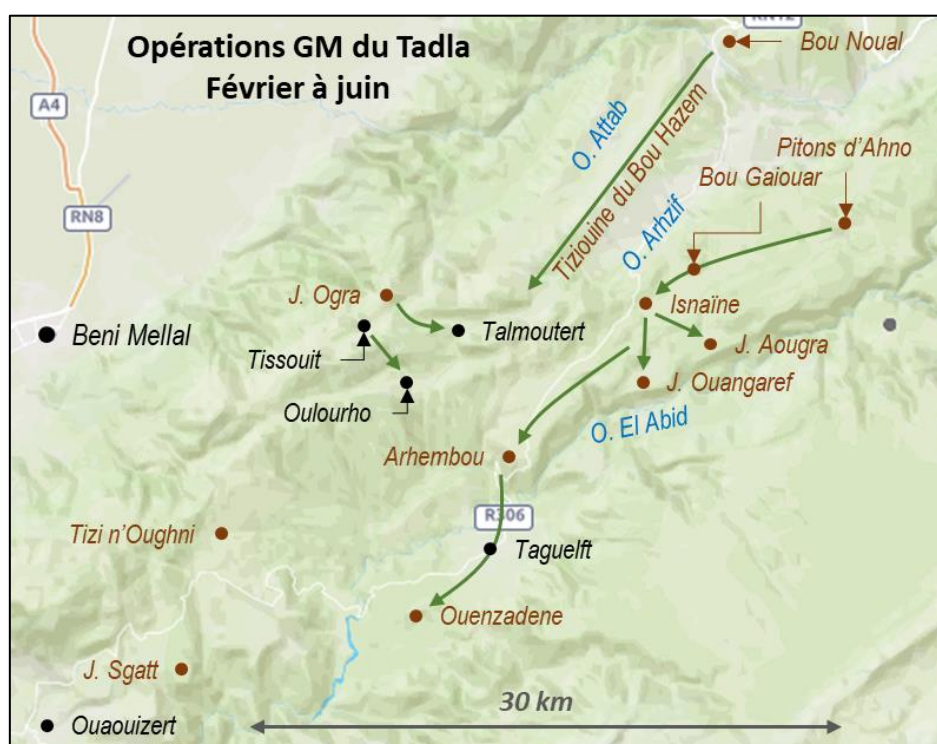 Opérations GM du Tadla
Février à juin
Bou Noual
A4
O. Attab
Pitons d'Ahno
Tiziouine du Bou Hazem
Bou Gaiouar
RN8
O. Arhzif
J. Ogra
Isnaïne
Beni Mellal
Talmoutert
J. Aougra
Tissouit
J. Ouangaref
Oulourho
O. El Abid
Arhembou
R306
Tizi n'Oughni
Taguelft
Ouenzadene
J. Sgatt
30 km
Ouaouizert